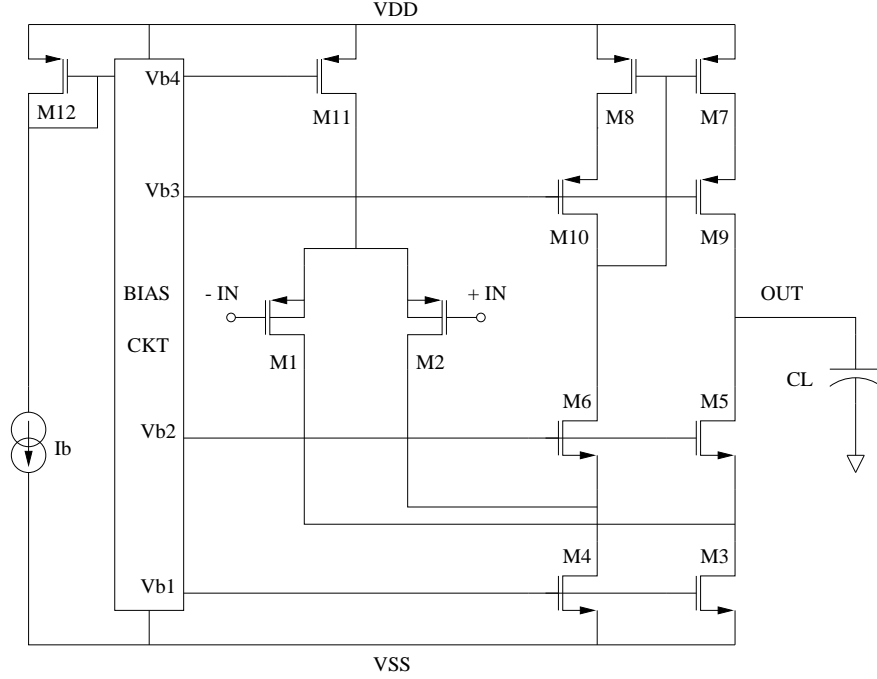 VDD
Vb4
M12
M11
M8
M7
Vb3
M10
M9
BIAS
- IN
+ IN
OUT
CKT
M1
M2
CL
M6
M5
Vb2
Ib
M4
M3
Vb1
VSS